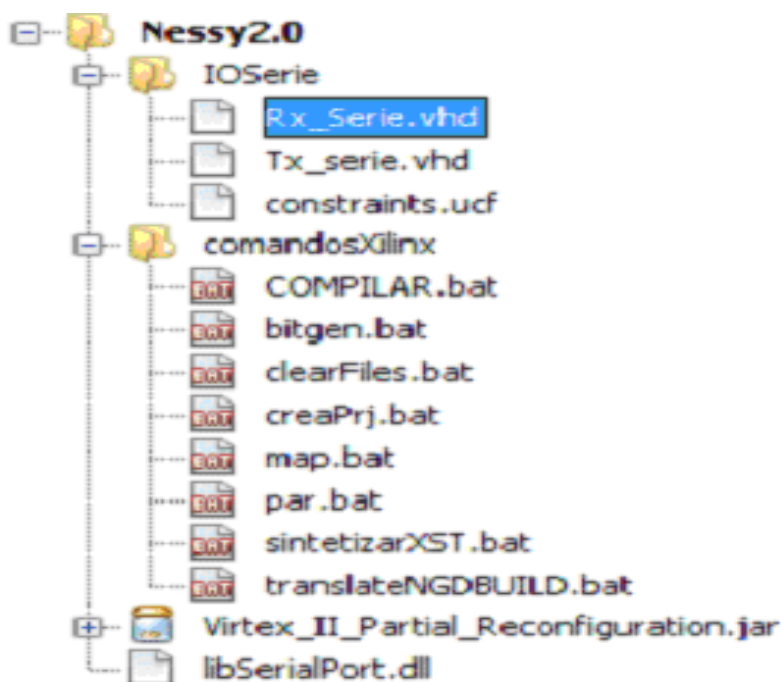 Nessy2.0
IOSerie
Rx_Serie.vhd
Tx_serie.vhd
constraints.ucf
comandosXilinx
COMPILAR.bat
bitgen.bat
clearFiles.bat
creaPrj.bat
map.bat
par.bat
sintetizarXST.bat
translateNGDBUILD.bat
Virtex_II_Partial_Reconfiguration.jar
libSerialPort.dll